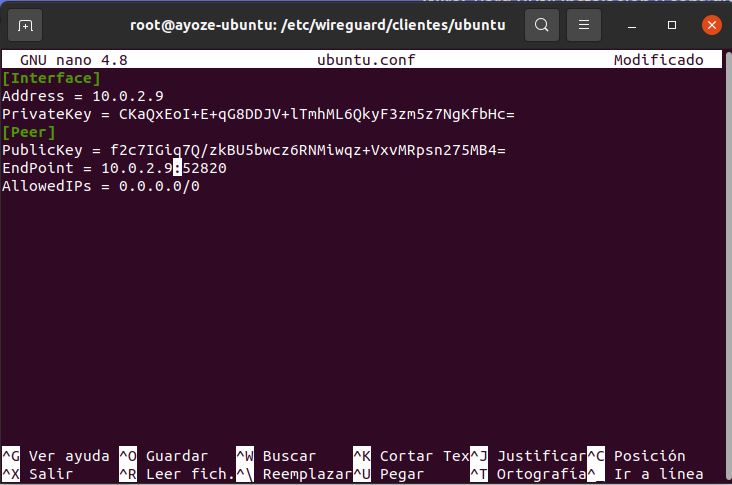 root@ayoze-ubuntu: /etc/wireguard/clientes/ubuntu
GNU nano 4.8 ubuntu.conf Modificado
[Interface]
Address = 10.0.2.9
PrivateKey = CKaQxEoI+E+qG8DDJV+lTmhML6QkyF3zm5z7NgKfbHc=
[Peer]
PublicKey = f2c7IGiq7Q/zkBU5bwcz6RNMiwqz+VxvMRpsn275MB4=
EndPoint = 10.0.2.9:52820
AllowedIPs = 0.0.0.0/0
^G Ver ayuda ^O Guardar ^W Buscar ^K Cortar Tex ^J Justificar ^C Posición
^X Salir ^R Leer fich. ^\ Reemplazar ^U Pegar ^T Ortografía ^_ Ir a línea